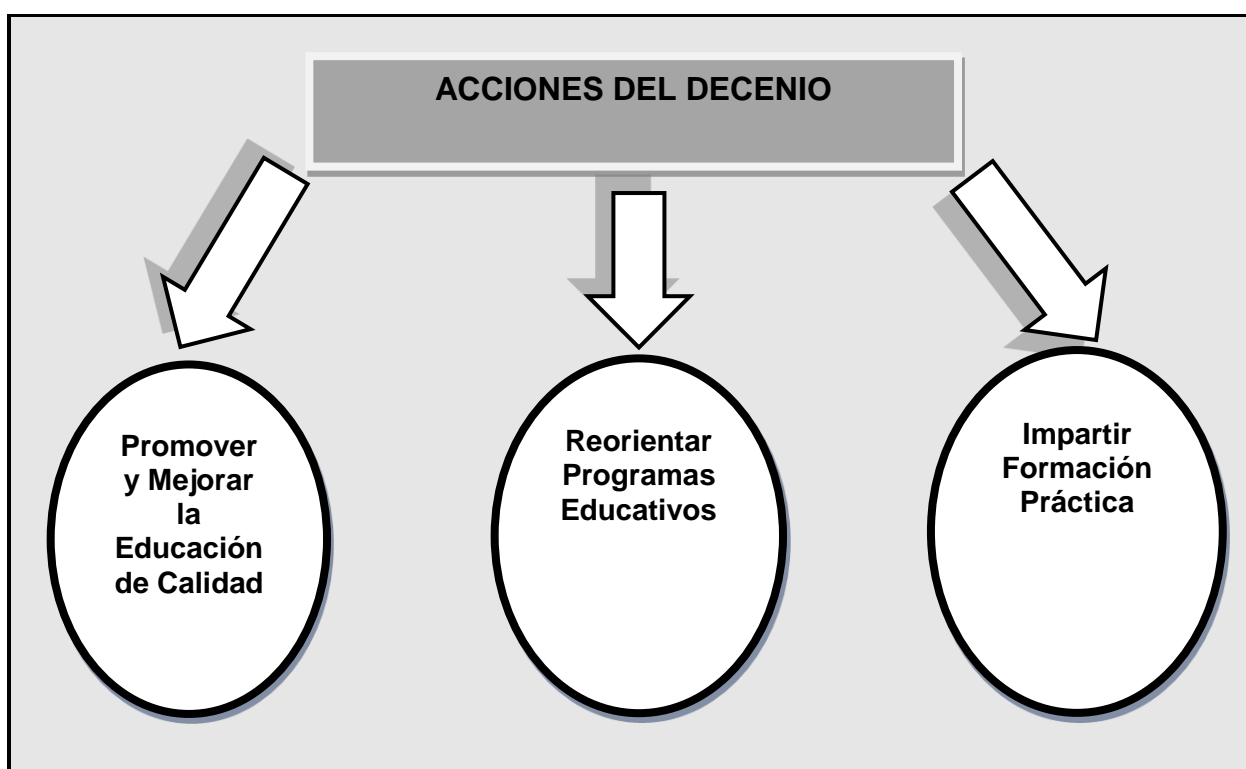 ACCIONES DEL DECENIO
Promover
y Mejorar
la
Educación
de Calidad
Reorientar
Programas
Educativos
Impartir
Formación
Práctica